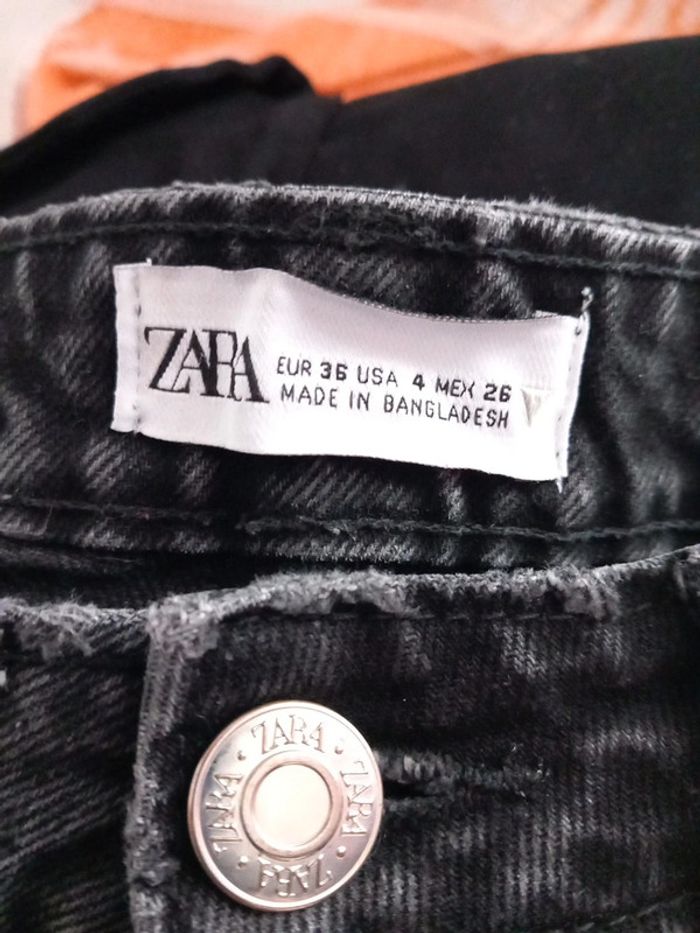 ZARA
EUR 36 USA 4 MEX 26
MADE IN BANGLADESH
ZARA · ZARA · ZARA · ZARA ·